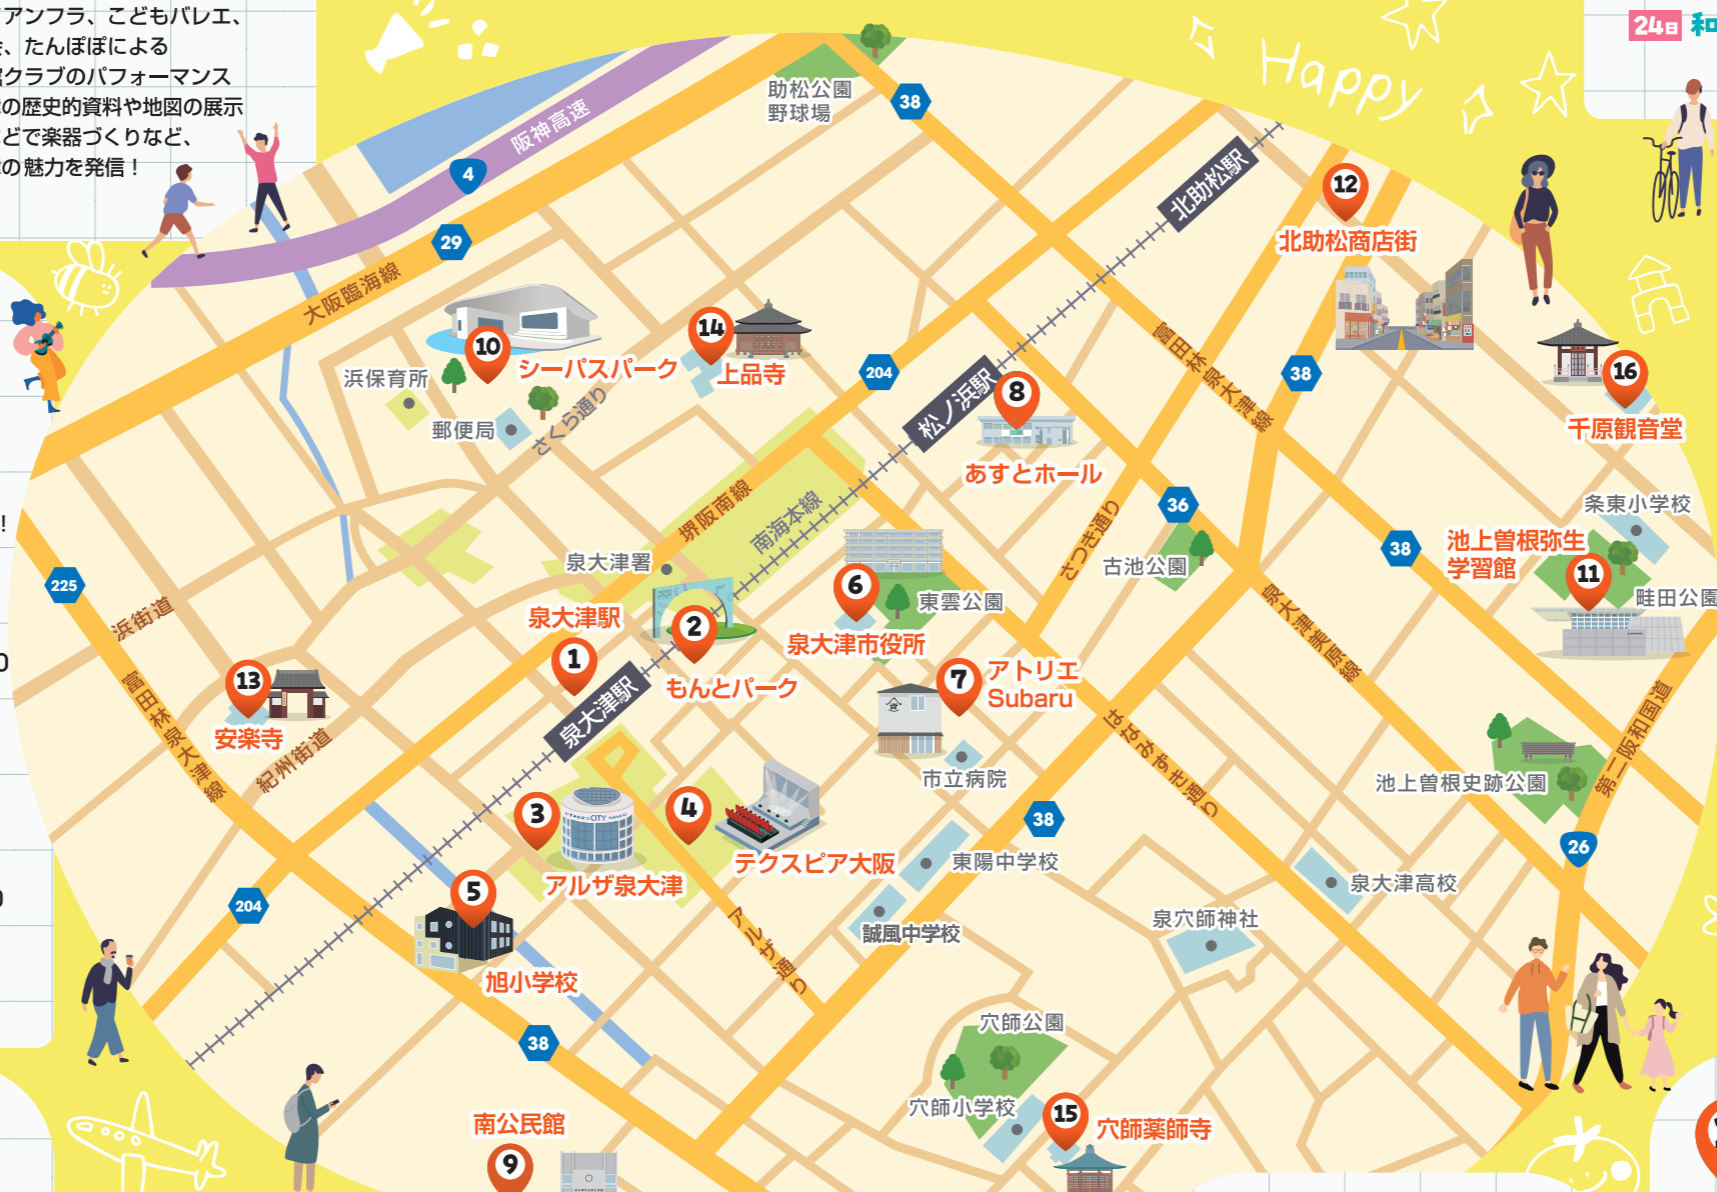 アンフラ、こどもバレエ、
、たんぽぽによる
クラブのパフォーマンス
の歴史的資料や地図の展示
どで楽器づくりなど、
の魅力を発信！
24日 和
Happy
助松公園
野球場
38
阪神高速
4
29
大阪臨海線
北助松駅
12
北助松商店街
富田林泉大津線
38
16
千原観音堂
10
シーパスパーク
14
上品寺
浜保育所
郵便局
さくら通り
204
松ノ浜駅
8
あすとホール
堺阪南線
南海本線
36
さつき通り
古池公園
38
条東小学校
池上曽根弥生
学習館
11
畦田公園
泉大津美原線
225
浜街道
泉大津署
泉大津駅
1
2
もんとパーク
6
泉大津市役所
東雲公園
7
アトリエ
Subaru
市立病院
13
安楽寺
富田林泉大津線
紀州街道
泉大津駅
はなみずき通り
第二阪和国道
池上曽根史跡公園
3
CITY
アルザ泉大津
4
テクスピア大阪
38
東陽中学校
誠風中学校
26
泉大津高校
泉穴師神社
204
5
旭小学校
アルザ通り
38
穴師公園
穴師小学校
15
穴師薬師寺
南公民館
9